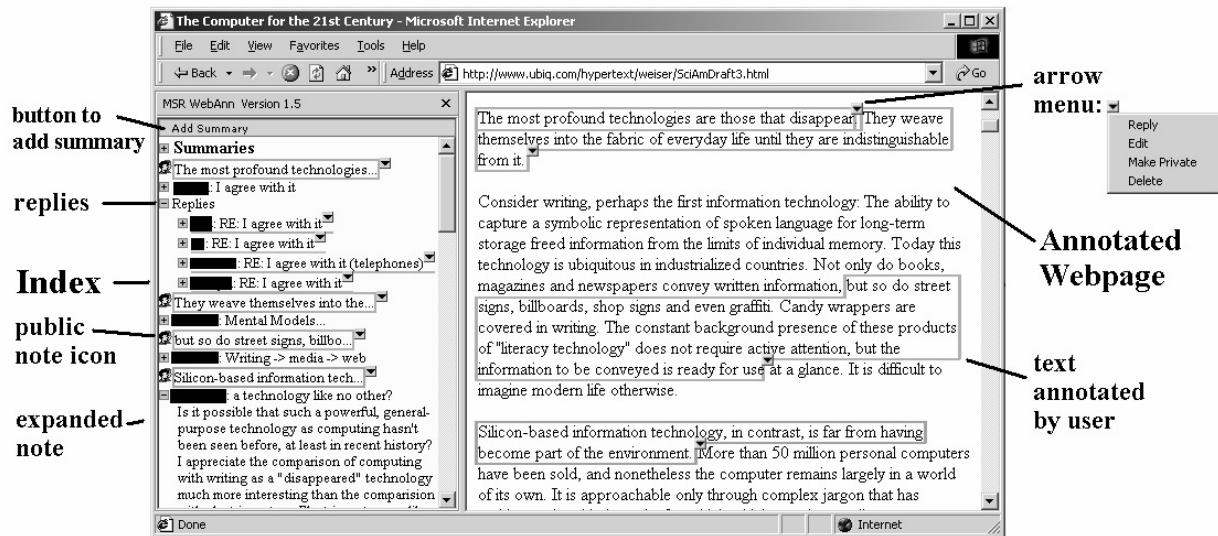 The Computer for the 21st Century - Microsoft Internet Explorer
File Edit View Favorites Tools Help
Back » Address http://www.ubiq.com/hypertext/weiser/SciAmDraft3.html Go
MSR WebAnn Version 1.5
Add Summary
Summaries
The most profound technologies...
: I agree with it
Replies
: RE: I agree with it
: RE: I agree with it
: RE: I agree with it (telephones)
: RE: I agree with it
They weave themselves into the...
: Mental Models...
but so do street signs, billbo...
: Writing -> media -> web
Silicon-based information tech...
: a technology like no other?
Is it possible that such a powerful, general-
purpose technology as computing hasn't
been seen before, at least in recent history?
I appreciate the comparison of computing
with writing as a "disappeared" technology
much more interesting than the comparision
The most profound technologies are those that disappear. They weave
themselves into the fabric of everyday life until they are indistinguishable
from it.
Consider writing, perhaps the first information technology: The ability to
capture a symbolic representation of spoken language for long-term
storage freed information from the limits of individual memory. Today this
technology is ubiquitous in industrialized countries. Not only do books,
magazines and newspapers convey written information, but so do street
signs, billboards, shop signs and even graffiti. Candy wrappers are
covered in writing. The constant background presence of these products
of "literacy technology" does not require active attention, but the
information to be conveyed is ready for use at a glance. It is difficult to
imagine modern life otherwise.
Silicon-based information technology, in contrast, is far from having
become part of the environment. More than 50 million personal computers
have been sold, and nonetheless the computer remains largely in a world
of its own. It is approachable only through complex jargon that has
Done
Internet
button to
add summary
replies
Index
public
note icon
expanded
note
arrow
menu:
Reply
Edit
Make Private
Delete
Annotated
Webpage
text
annotated
by user